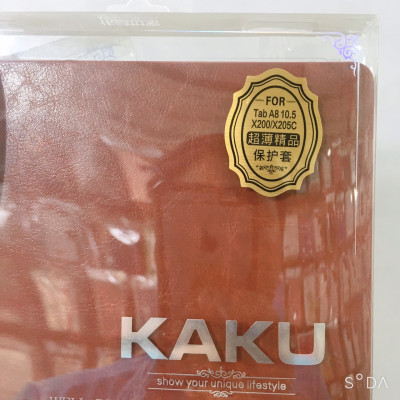 FOR
Tab A8 10.5
X200/X205C
超薄精品
保护套
KAKU
show your unique lifestyle
SODA